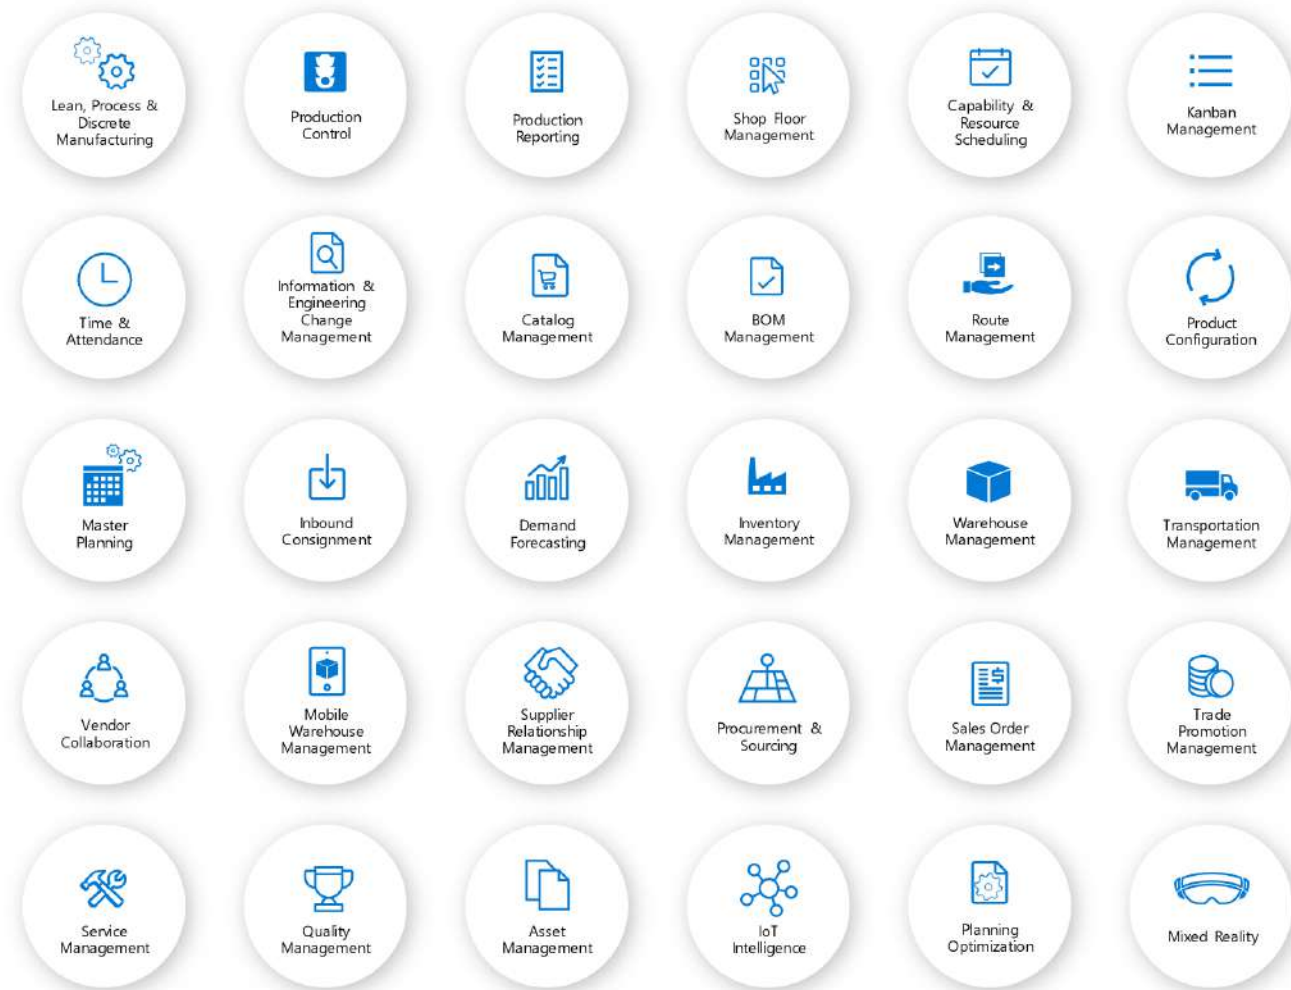 Lean, Process &
Discrete
Manufacturing
Production
Control
Production
Reporting
Shop Floor
Management
Capability &
Resource
Scheduling
Kanban
Management
Time &
Attendance
Information &
Engineering
Change
Management
Catalog
Management
BOM
Management
Route
Management
Product
Configuration
Master
Planning
Inbound
Consignment
Demand
Forecasting
Inventory
Management
Warehouse
Management
Transportation
Management
Vendor
Collaboration
Mobile
Warehouse
Management
Supplier
Relationship
Management
Procurement &
Sourcing
Sales Order
Management
Trade
Promotion
Management
Service
Management
Quality
Management
Asset
Management
IoT
Intelligence
Planning
Optimization
Mixed Reality